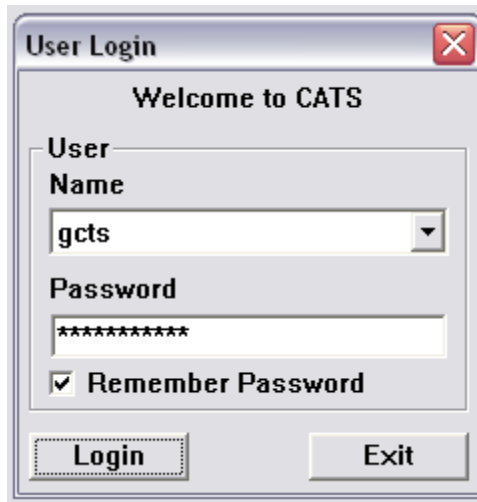 User Login
Welcome to CATS
User
Name
gcts
Password
***********
Remember Password
Login Exit